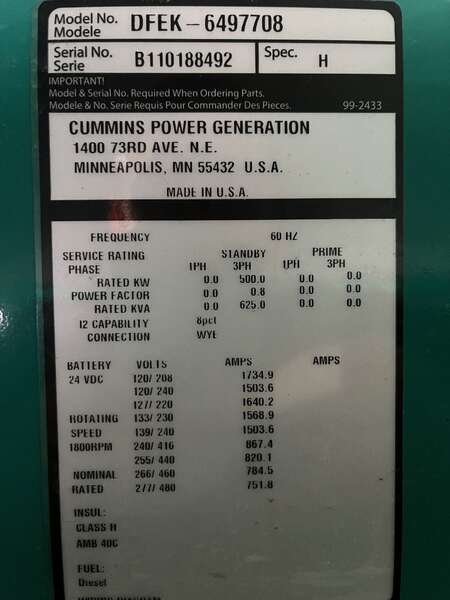 Model No. DFEK-6497708
Modele
Serial No. B110188492 Spec. H
Serie
IMPORTANT!
Model & Serial No. Required When Ordering Parts.
Modele & No. Serie Requis Pour Commander Des Pieces. 99-2433
CUMMINS POWER GENERATION
1400 73RD AVE. N.E.
MINNEAPOLIS, MN 55432 U.S.A.
MADE IN U.S.A.
FREQUENCY 60 HZ
SERVICE RATING STANDBY PRIME
PHASE 1PH 3PH 1PH 3PH
RATED KW 0.0 500.0 0.0 0.0
POWER FACTOR 0.0 0.8 0.0 0.0
RATED KVA 0.0 625.0 0.0 0.0
I2 CAPABILITY 8pct
CONNECTION WYE
BATTERY VOLTS AMPS AMPS
24 VDC 120/ 208 1734.9
120/ 240 1503.6
127/ 220 1640.2
ROTATING 133/ 230 1568.9
SPEED 139/ 240 1503.6
1800RPM 240/ 416 867.4
255/ 440 820.1
NOMINAL 266/ 460 784.5
RATED 277/ 480 751.8
INSUL:
CLASS H
AMB 40C
FUEL:
Diesel
WIRING DIAGRAM